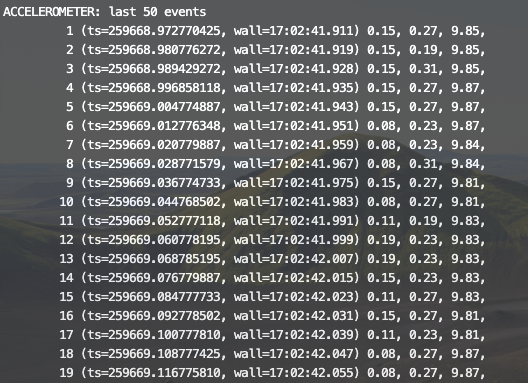 ACCELEROMETER: last 50 events
1 (ts=259668.972770425, wall=17:02:41.911) 0.15, 0.27, 9.85,
2 (ts=259668.980776272, wall=17:02:41.919) 0.15, 0.19, 9.85,
3 (ts=259668.989429272, wall=17:02:41.928) 0.15, 0.31, 9.85,
4 (ts=259668.996858118, wall=17:02:41.935) 0.15, 0.27, 9.87,
5 (ts=259669.004774887, wall=17:02:41.943) 0.15, 0.27, 9.87,
6 (ts=259669.012776348, wall=17:02:41.951) 0.08, 0.23, 9.87,
7 (ts=259669.020779887, wall=17:02:41.959) 0.08, 0.23, 9.84,
8 (ts=259669.028771579, wall=17:02:41.967) 0.08, 0.31, 9.84,
9 (ts=259669.036774733, wall=17:02:41.975) 0.15, 0.27, 9.81,
10 (ts=259669.044768502, wall=17:02:41.983) 0.08, 0.27, 9.81,
11 (ts=259669.052777118, wall=17:02:41.991) 0.11, 0.19, 9.83,
12 (ts=259669.060778195, wall=17:02:41.999) 0.19, 0.23, 9.83,
13 (ts=259669.068785195, wall=17:02:42.007) 0.19, 0.23, 9.83,
14 (ts=259669.076779887, wall=17:02:42.015) 0.15, 0.23, 9.83,
15 (ts=259669.084777733, wall=17:02:42.023) 0.11, 0.27, 9.83,
16 (ts=259669.092778502, wall=17:02:42.031) 0.15, 0.27, 9.81,
17 (ts=259669.100777810, wall=17:02:42.039) 0.11, 0.23, 9.81,
18 (ts=259669.108777425, wall=17:02:42.047) 0.08, 0.27, 9.87,
19 (ts=259669.116775810, wall=17:02:42.055) 0.08, 0.27, 9.87,